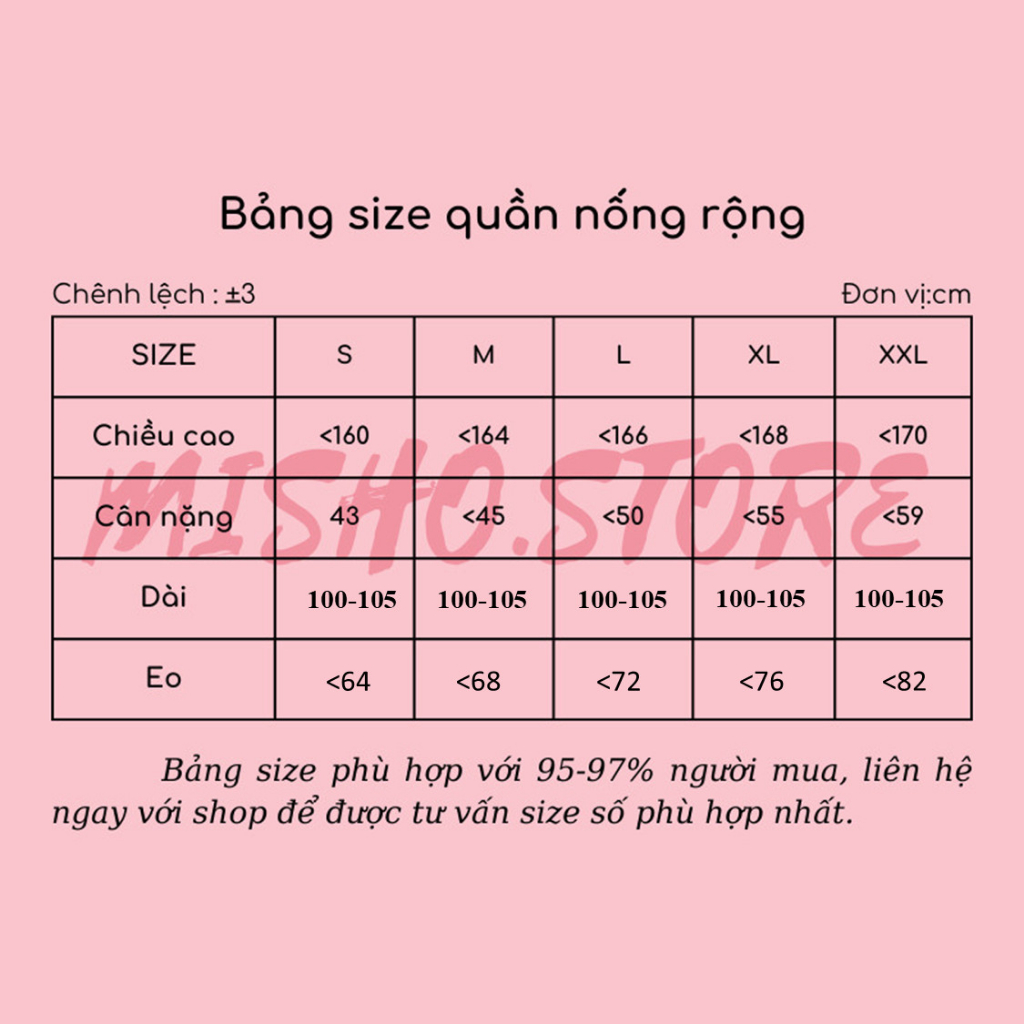 Bảng size quần nống rộng
Chênh lệch : ±3 Đơn vị:cm
SIZE S M L XL XXL
Chiều cao <160 <164 <166 <168 <170
MISHO.STORE
Cân nặng 43 <45 <50 <55 <59
Dài 100-105 100-105 100-105 100-105 100-105
Eo <64 <68 <72 <76 <82
Bảng size phù hợp với 95-97% người mua, liên hệ
ngay với shop để được tư vấn size số phù hợp nhất.